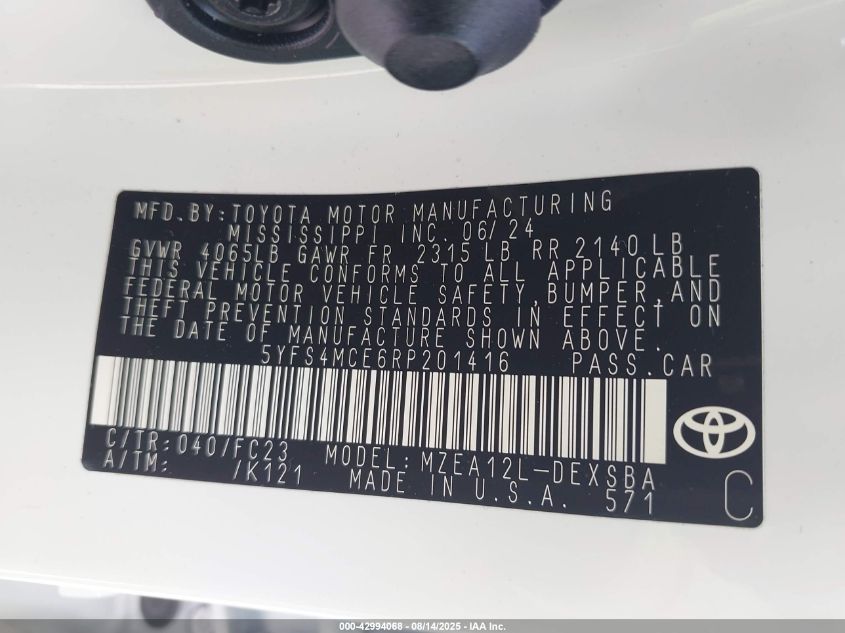 MFD.BY:TOYOTA MOTOR MANUFACTURING
MISSISSIPPI INC. 06/24
GVWR 4065LB GAWR FR 2315 LB RR 2140 LB
THIS VEHICLE CONFORMS TO ALL APPLICABLE
FEDERAL MOTOR VEHICLE SAFETY,BUMPER,AND
THEFT PREVENTION STANDARDS IN EFFECT ON
THE DATE OF MANUFACTURE SHOWN ABOVE.
5YFS4MCE6RP201416 PASS.CAR
C/TR:040/FC23 MODEL:MZEA12L-DEXSBA
A/TM: /K121 MADE IN U.S.A. 571
C
000-42994068 - 08/14/2025 - IAA Inc.